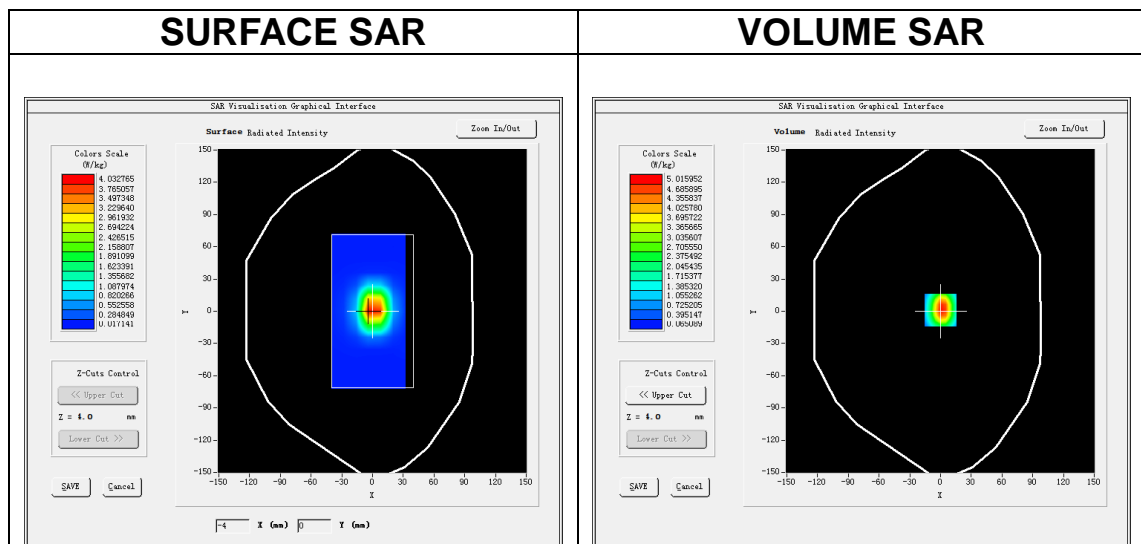 SURFACE SAR
SAR Visualisation Graphical Interface
Surface Radiated Intensity
Zoom In/Out
Colors Scale
(W/kg)
4.032765
3.765057
3.497348
3.229640
2.961932
2.694224
2.426515
2.158807
1.891099
1.623391
1.355682
1.087974
0.820266
0.552558
0.284849
0.017141
Z-Cuts Control
<< Upper Cut
Z = 4.0 mm
Lower Cut >>
SAVE Cancel
150
120
90
60
30
0
-30
-60
-90
-120
-150
Y
-150 -120 -90 -60 -30 0 30 60 90 120 150
X
-4 X (mm) 0 Y (mm)
VOLUME SAR
SAR Visualisation Graphical Interface
Volume Radiated Intensity
Zoom In/Out
Colors Scale
(W/kg)
5.015952
4.685895
4.355837
4.025780
3.695722
3.365665
3.035607
2.705550
2.375492
2.045435
1.715377
1.385320
1.055262
0.725205
0.395147
0.065089
Z-Cuts Control
<< Upper Cut
Z = 4.0 mm
Lower Cut >>
SAVE Cancel
150
120
90
60
30
0
-30
-60
-90
-120
-150
Y
-150 -120 -90 -60 -30 0 30 60 90 120 150
X